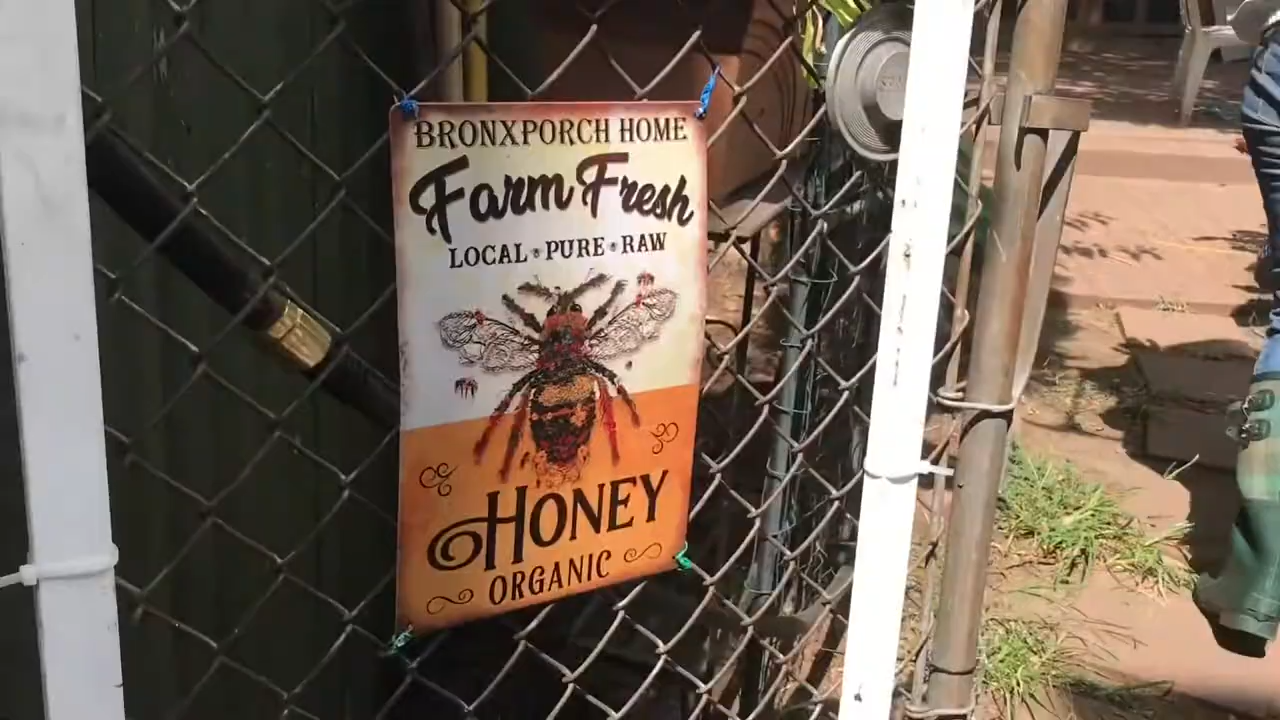 BRONXPORCH HOME
Farm Fresh
LOCAL • PURE • RAW
HONEY
ORGANIC